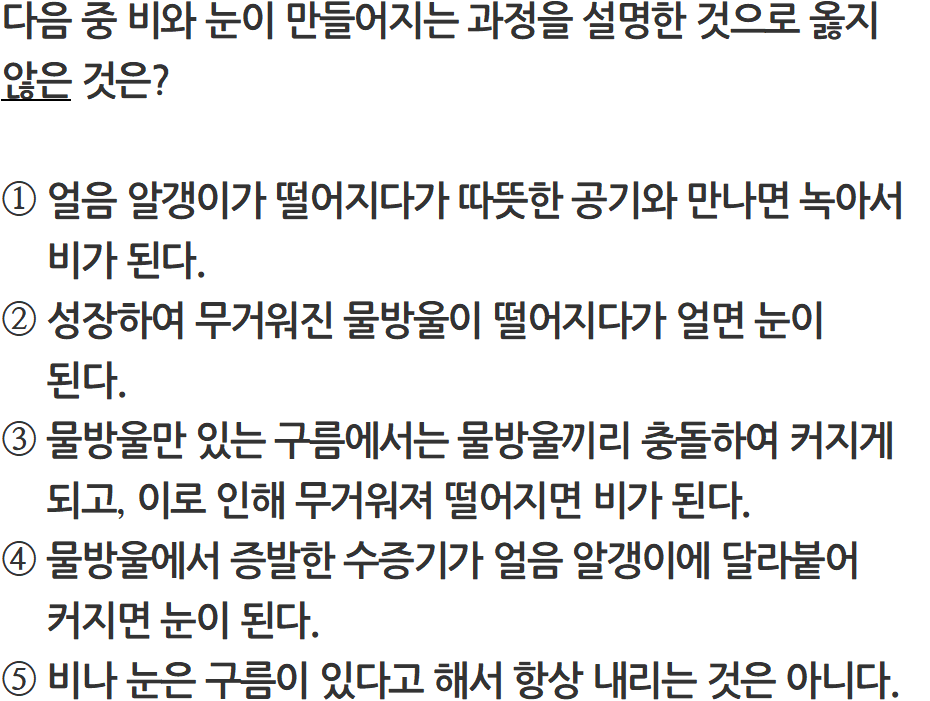 다음 중 비와 눈이 만들어지는 과정을 설명한 것으로 옳지
않은 것은?
① 얼음 알갱이가 떨어지다가 따뜻한 공기와 만나면 녹아서
비가 된다.
② 성장하여 무거워진 물방울이 떨어지다가 얼면 눈이
된다.
③ 물방울만 있는 구름에서는 물방울끼리 충돌하여 커지게
되고, 이로 인해 무거워져 떨어지면 비가 된다.
④ 물방울에서 증발한 수증기가 얼음 알갱이에 달라붙어
커지면 눈이 된다.
⑤ 비나 눈은 구름이 있다고 해서 항상 내리는 것은 아니다.